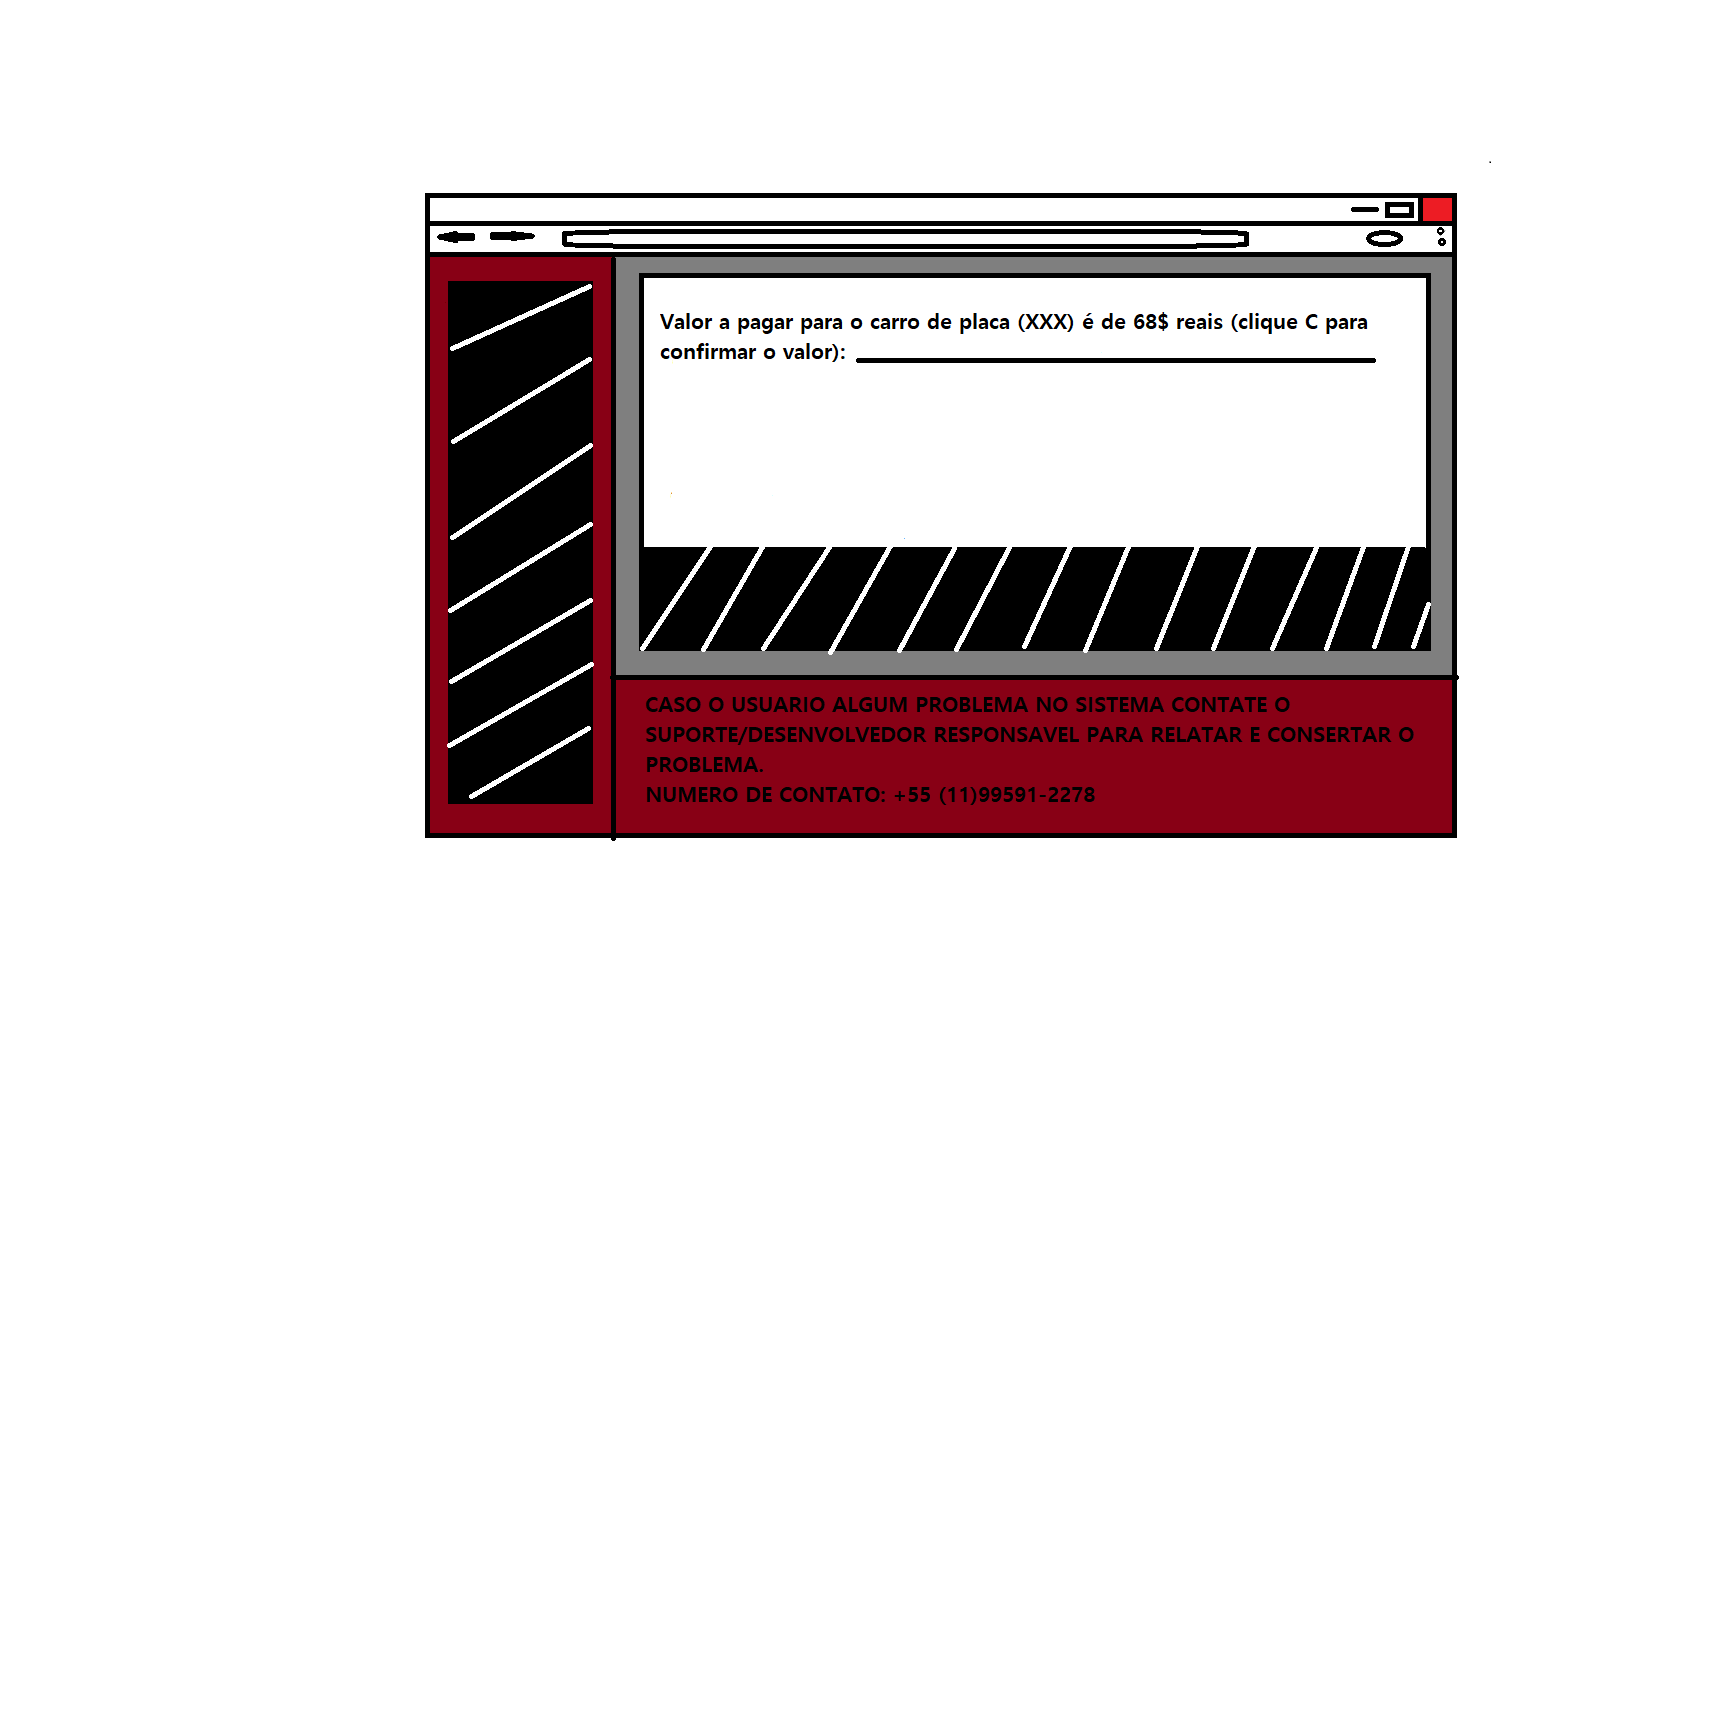 Valor a pagar para o carro de placa (XXX) é de 68$ reais (clique C para
confirmar o valor):
CASO O USUARIO ALGUM PROBLEMA NO SISTEMA CONTATE O
SUPORTE/DESENVOLVEDOR RESPONSAVEL PARA RELATAR E CONSERTAR O
PROBLEMA.
NUMERO DE CONTATO: +55 (11)99591-2278